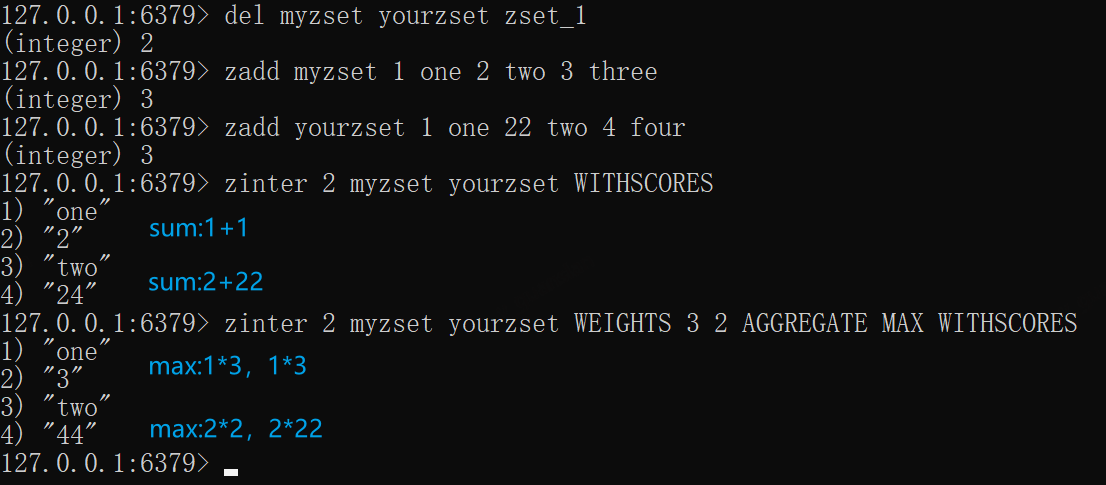 127.0.0.1:6379> del myzset yourzset zset_1
(integer) 2
127.0.0.1:6379> zadd myzset 1 one 2 two 3 three
(integer) 3
127.0.0.1:6379> zadd yourzset 1 one 22 two 4 four
(integer) 3
127.0.0.1:6379> zinter 2 myzset yourzset WITHSCORES
1) "one"
sum:1+1
2) "2"
3) "two"
sum:2+22
4) "24"
127.0.0.1:6379> zinter 2 myzset yourzset WEIGHTS 3 2 AGGREGATE MAX WITHSCORES
1) "one"
max:1*3，1*3
2) "3"
3) "two"
max:2*2，2*22
4) "44"
127.0.0.1:6379>